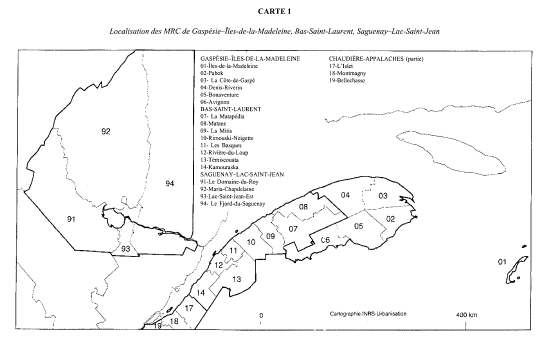 CARTE 1
Localisation des MRC de Gaspésie–Îles-de-la-Madeleine, Bas-Saint-Laurent, Saguenay–Lac-Saint-Jean
GASPÉSIE–ÎLES-DE-LA-MADELEINE
01-Îles-de-la-Madeleine
02-Pabok
03- La Côte-de-Gaspé
04-Denis-Riverin
05-Bonaventure
06-Avignon
BAS-SAINT-LAURENT
07- La Matapédia
08-Matane
09- La Mitis
10-Rimouski-Neigette
11- Les Basques
12-Rivière-du-Loup
13-Témiscouata
14-Kamouraska
SAGUENAY–LAC-SAINT-JEAN
91-Le Domaine-du-Roy
92-Maria-Chapdelaine
93-Lac-Saint-Jean-Est
94- Le Fjord-du-Saguenay
CHAUDIÈRE-APPALACHES (partie)
17-L'Islet
18-Montmagny
19-Bellechasse
92
94
91
93
04
03
08
02
05
07
09
06
10
11
12
13
01
14
17
18
19
Cartographie INRS-Urbanisation
0
400 km